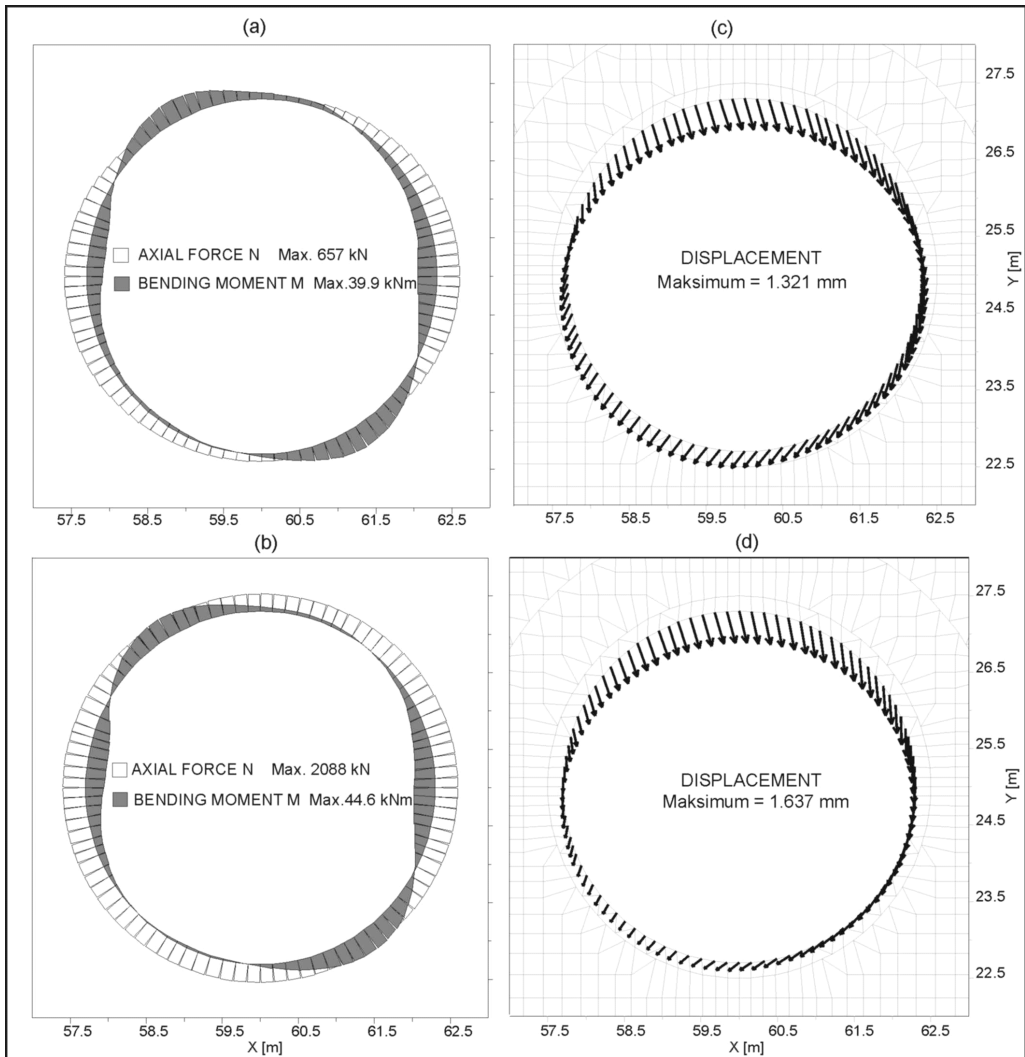 (a)
AXIAL FORCE N Max. 657 kN
BENDING MOMENT M Max.39.9 kNm
57.5 58.5 59.5 60.5 61.5 62.5
(c)
27.5
26.5
25.5
24.5
23.5
22.5
Y [m]
DISPLACEMENT
Maksimum = 1.321 mm
57.5 58.5 59.5 60.5 61.5 62.5
(b)
AXIAL FORCE N Max. 2088 kN
BENDING MOMENT M Max.44.6 kNm
57.5 58.5 59.5 60.5 61.5 62.5
X [m]
(d)
27.5
26.5
25.5
24.5
23.5
22.5
Y [m]
DISPLACEMENT
Maksimum = 1.637 mm
57.5 58.5 59.5 60.5 61.5 62.5
X [m]